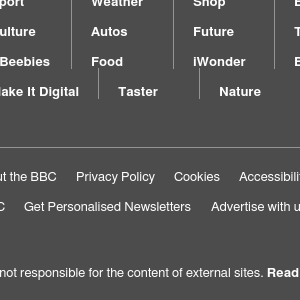 port Weather Shop E
ulture Autos Future T
Beebies Food iWonder B
ake It Digital Taster Nature
ut the BBC Privacy Policy Cookies Accessibili
C Get Personalised Newsletters Advertise with u
not responsible for the content of external sites. Read